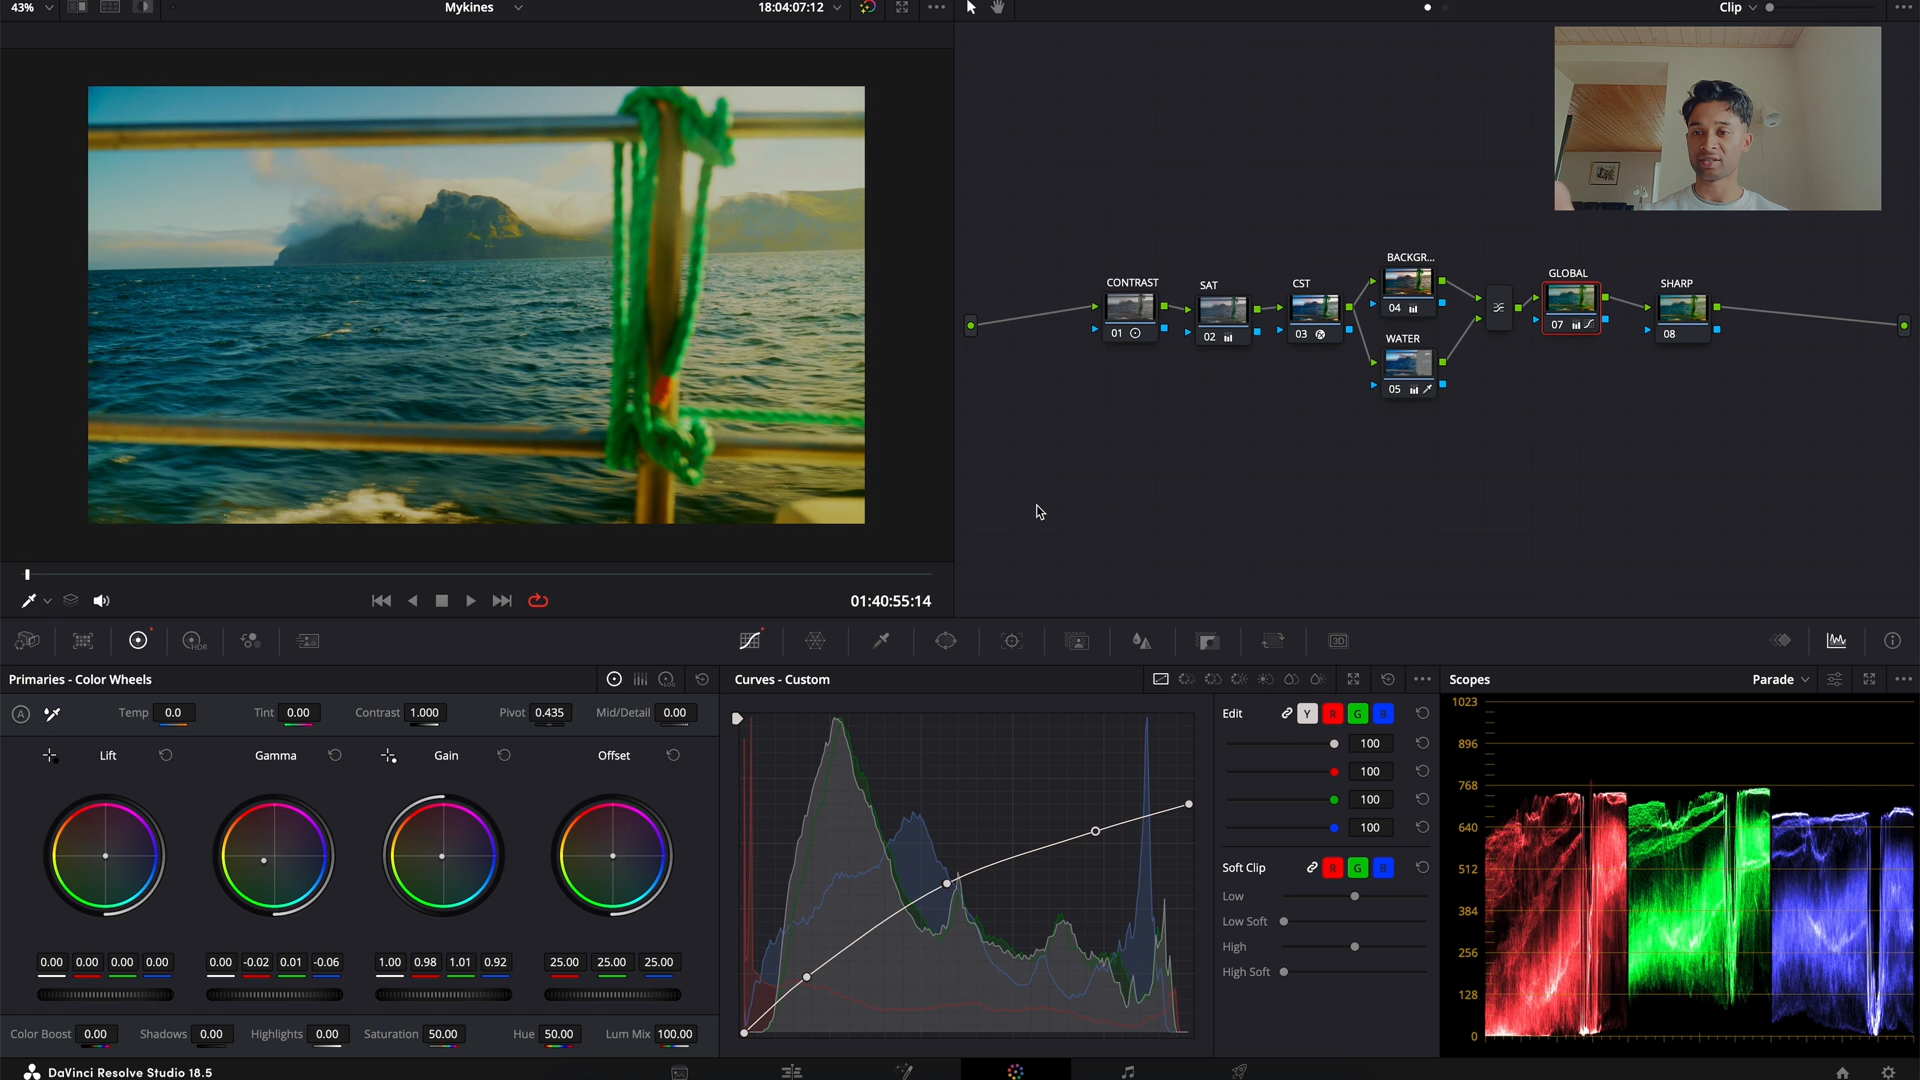 43%
Mykines
18:04:07:12
Clip
CONTRAST
01
SAT
02
CST
03
BACKGR...
04
WATER
05
GLOBAL
07
SHARP
08
01:40:55:14
HDR
3D
Primaries - Color Wheels
LOG
Curves - Custom
Scopes
Parade
A
Temp 0.0
Tint 0.00
Contrast 1.000
Pivot 0.435
Mid/Detail 0.00
Lift
Gamma
Gain
Offset
0.00 0.00 0.00 0.00
0.00 -0.02 0.01 -0.06
1.00 0.98 1.01 0.92
25.00 25.00 25.00
Color Boost 0.00
Shadows 0.00
Highlights 0.00
Saturation 50.00
Hue 50.00
Lum Mix 100.00
Edit Y R G B
100
100
100
100
Soft Clip R G B
Low
Low Soft
High
High Soft
1023
896
768
640
512
384
256
128
0
DaVinci Resolve Studio 18.5